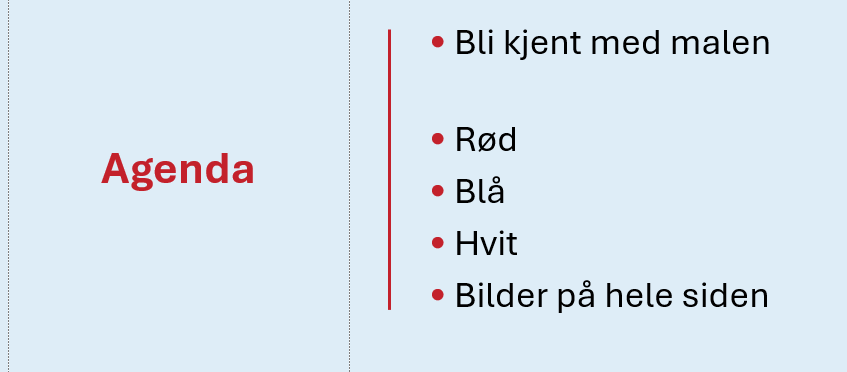 Agenda
• Bli kjent med malen
• Rød
• Blå
• Hvit
• Bilder på hele siden